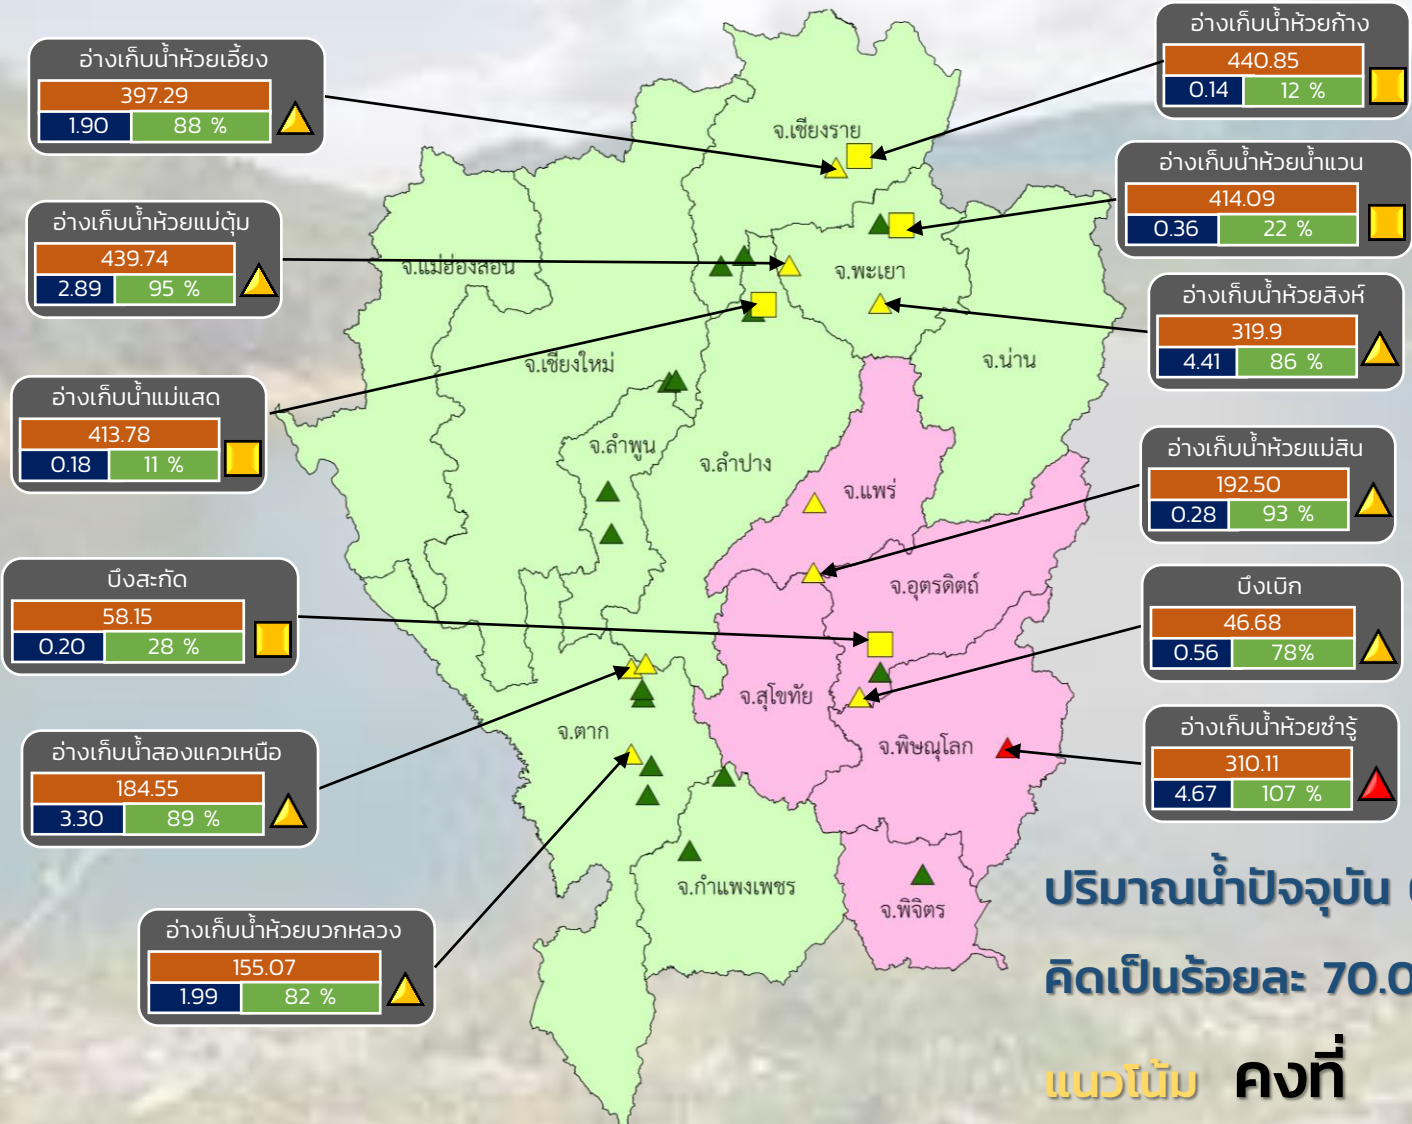 อ่างเก็บน้ำห้วยเอี้ยง
397.29
1.90 88 %
อ่างเก็บน้ำห้วยแม่ตุ้ม
439.74
2.89 95 %
อ่างเก็บน้ำแม่แสด
413.78
0.18 11 %
บึงสะกัด
58.15
0.20 28 %
อ่างเก็บน้ำสองแควเหนือ
184.55
3.30 89 %
อ่างเก็บน้ำห้วยบวกหลวง
155.07
1.99 82 %
จ.เชียงราย
จ.แม่ฮ่องสอน
จ.พะเยา
จ.เชียงใหม่
จ.น่าน
จ.ลำพูน
จ.ลำปาง
จ.แพร่
จ.อุตรดิตถ์
จ.สุโขทัย
จ.ตาก
จ.พิษณุโลก
จ.กำแพงเพชร
จ.พิจิตร
อ่างเก็บน้ำห้วยก้าง
440.85
0.14 12 %
อ่างเก็บน้ำห้วยน้ำแวน
414.09
0.36 22 %
อ่างเก็บน้ำห้วยสิงห์
319.9
4.41 86 %
อ่างเก็บน้ำห้วยแม่สิน
192.50
0.28 93 %
บึงเบิก
46.68
0.56 78%
อ่างเก็บน้ำห้วยซำรู้
310.11
4.67 107 %
ปริมาณน้ำปัจจุบัน
คิดเป็นร้อยละ 70.0
แนวโน้ม คงที่